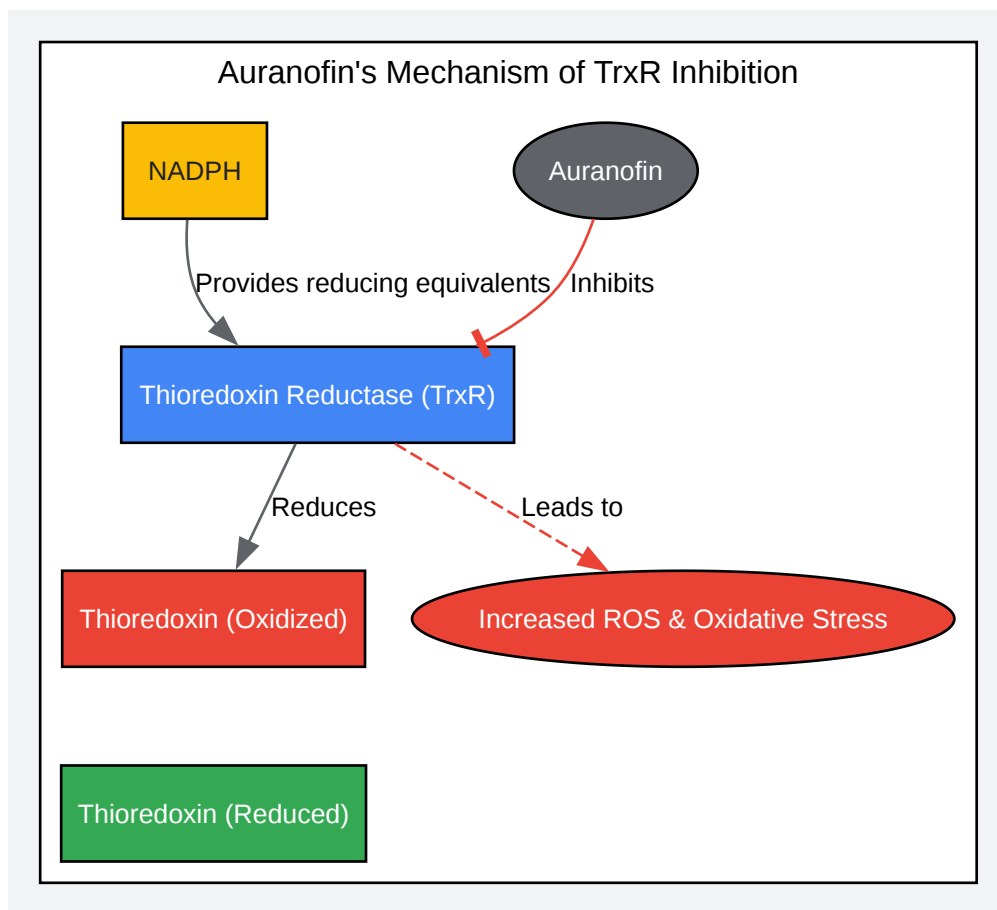 Auranofin's Mechanism of TrxR Inhibition
NADPH
Auranofin
Provides reducing equivalents
Inhibits
Thioredoxin Reductase (TrxR)
Reduces
Leads to
Thioredoxin (Oxidized)
Increased ROS & Oxidative Stress
Thioredoxin (Reduced)